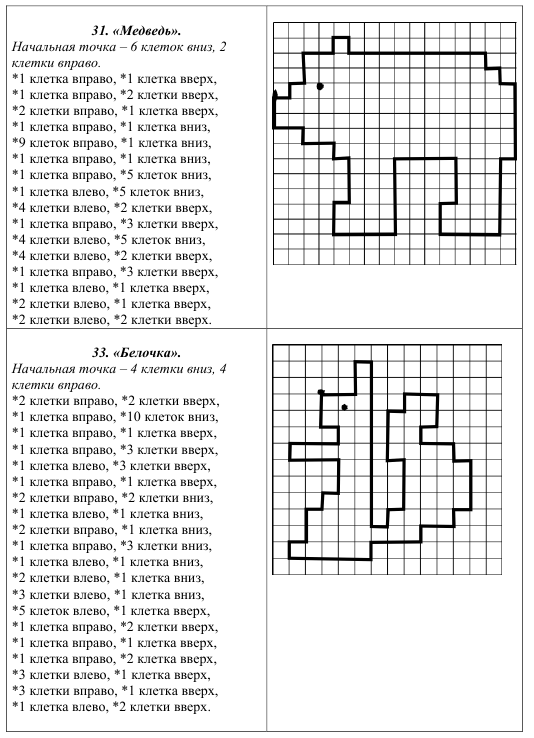 31. «Медведь».
Начальная точка – 6 клеток вниз, 2
клетки вправо.
*1 клетка вправо, *1 клетка вверх,
*1 клетка вправо, *2 клетки вверх,
*2 клетки вправо, *1 клетка вверх,
*1 клетка вправо, *1 клетка вниз,
*9 клеток вправо, *1 клетка вниз,
*1 клетка вправо, *1 клетка вниз,
*1 клетка вправо, *5 клеток вниз,
*1 клетка влево, *5 клеток вниз,
*4 клетки влево, *2 клетки вверх,
*1 клетка вправо, *3 клетки вверх,
*4 клетки влево, *5 клеток вниз,
*4 клетки влево, *2 клетки вверх,
*1 клетка вправо, *3 клетки вверх,
*1 клетка влево, *1 клетка вверх,
*2 клетки влево, *1 клетка вверх,
*2 клетки влево, *2 клетки вверх.
33. «Белочка».
Начальная точка – 4 клетки вниз, 4
клетки вправо.
*2 клетки вправо, *2 клетки вверх,
*1 клетка вправо, *10 клеток вниз,
*1 клетка вправо, *1 клетка вверх,
*1 клетка вправо, *3 клетки вверх,
*1 клетка влево, *3 клетки вверх,
*1 клетка вправо, *1 клетка вверх,
*2 клетки вправо, *2 клетки вниз,
*1 клетка влево, *1 клетка вниз,
*2 клетки вправо, *1 клетка вниз,
*1 клетка вправо, *3 клетки вниз,
*1 клетка влево, *1 клетка вниз,
*2 клетки влево, *1 клетка вниз,
*3 клетки влево, *1 клетка вниз,
*5 клеток влево, *1 клетка вверх,
*1 клетка вправо, *2 клетки вверх,
*1 клетка вправо, *1 клетка вверх,
*1 клетка вправо, *2 клетки вверх,
*3 клетки влево, *1 клетка вверх,
*3 клетки вправо, *1 клетка вверх,
*1 клетка влево, *2 клетки вверх.